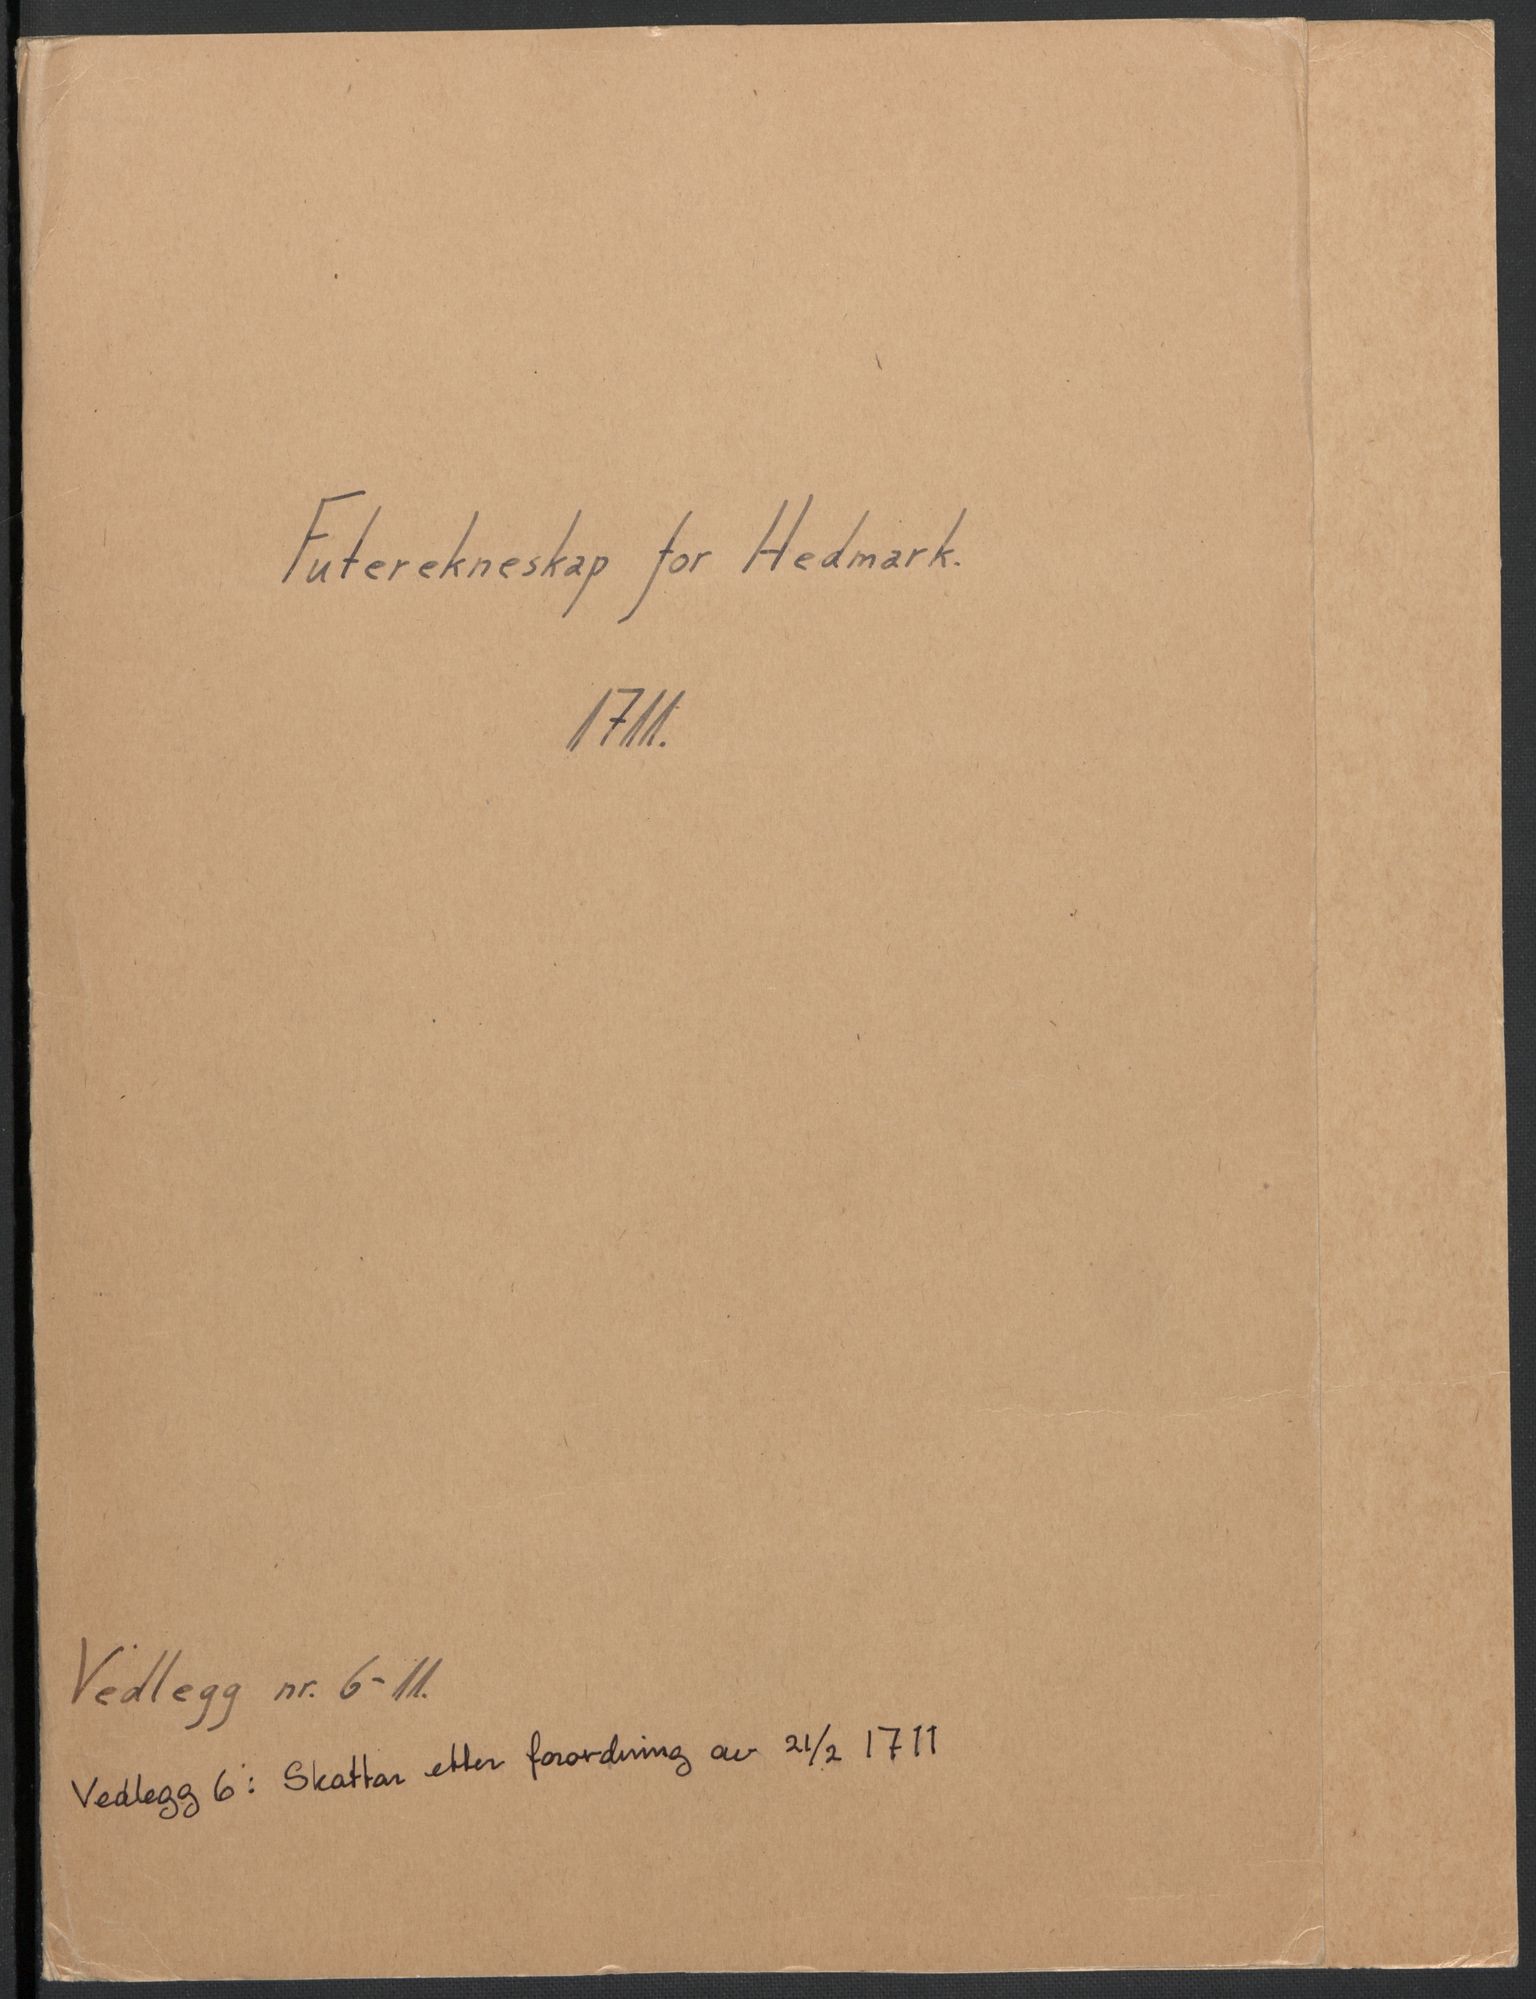 Futerekneskap for Hedmark.
1711.
Vedlegg nr. 6-11.
Vedlegg 6: Skattar etter forordning av 21/2 1711